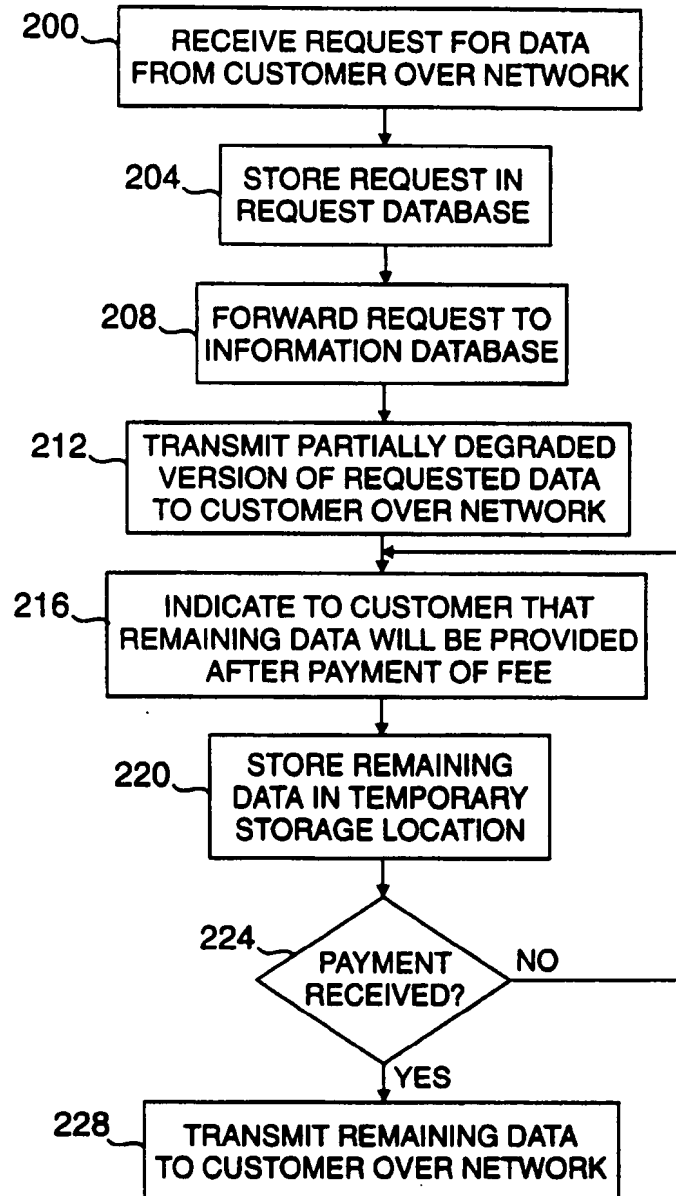 200
RECEIVE REQUEST FOR DATA
FROM CUSTOMER OVER NETWORK
204
STORE REQUEST IN
REQUEST DATABASE
208
FORWARD REQUEST TO
INFORMATION DATABASE
212
TRANSMIT PARTIALLY DEGRADED
VERSION OF REQUESTED DATA
TO CUSTOMER OVER NETWORK
216
INDICATE TO CUSTOMER THAT
REMAINING DATA WILL BE PROVIDED
AFTER PAYMENT OF FEE
220
STORE REMAINING
DATA IN TEMPORARY
STORAGE LOCATION
224
PAYMENT
RECEIVED?
NO
YES
228
TRANSMIT REMAINING DATA
TO CUSTOMER OVER NETWORK